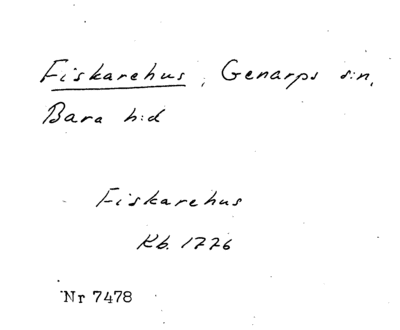 Fiskarehus, Genarps s:n,
Bara h:d
Fiskarehus
Kb. 1776
Nr 7478